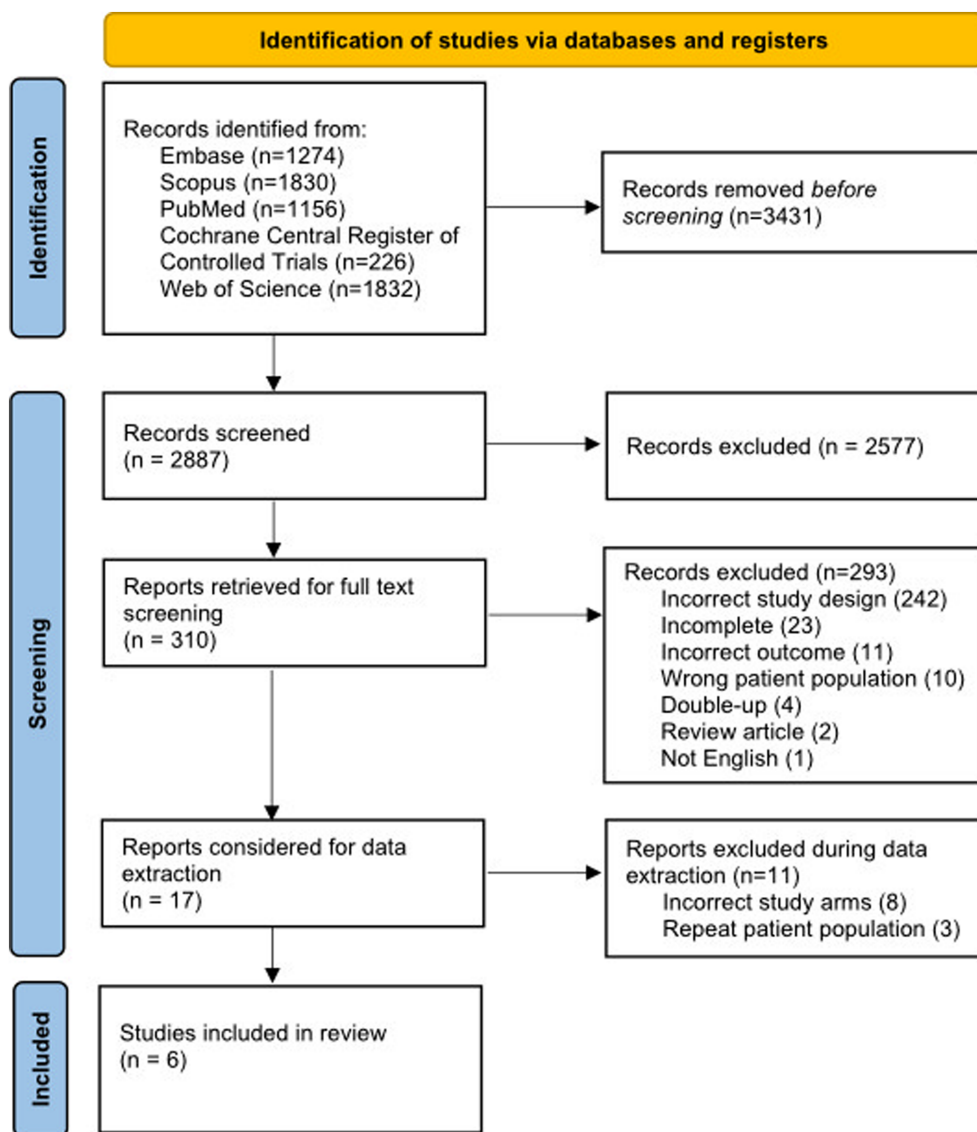 Identification of studies via databases and registers
Identification
Records identified from:
Embase (n=1274)
Scopus (n=1830)
PubMed (n=1156)
Cochrane Central Register of
Controlled Trials (n=226)
Web of Science (n=1832)
Records removed before
screening (n=3431)
Screening
Records screened
(n = 2887)
Records excluded (n = 2577)
Reports retrieved for full text
screening
(n = 310)
Records excluded (n=293)
Incorrect study design (242)
Incomplete (23)
Incorrect outcome (11)
Wrong patient population (10)
Double-up (4)
Review article (2)
Not English (1)
Reports considered for data
extraction
(n = 17)
Reports excluded during data
extraction (n=11)
Incorrect study arms (8)
Repeat patient population (3)
Included
Studies included in review
(n = 6)